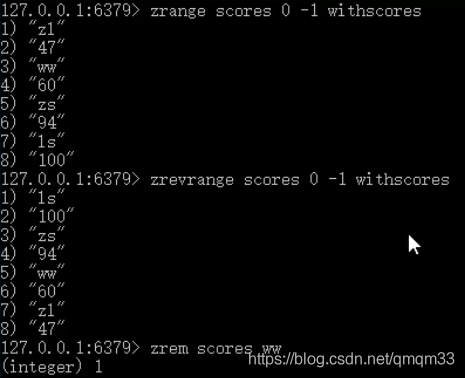 127.0.0.1:6379> zrange scores 0 -1 withscores
1) "zl"
2) "47"
3) "ww"
4) "60"
5) "zs"
6) "94"
7) "ls"
8) "100"
127.0.0.1:6379> zrevrange scores 0 -1 withscores
1) "ls"
2) "100"
3) "zs"
4) "94"
5) "ww"
6) "60"
7) "zl"
8) "47"
127.0.0.1:6379> zrem scores ww
(integer) 1
https://blog.csdn.net/qmqm33